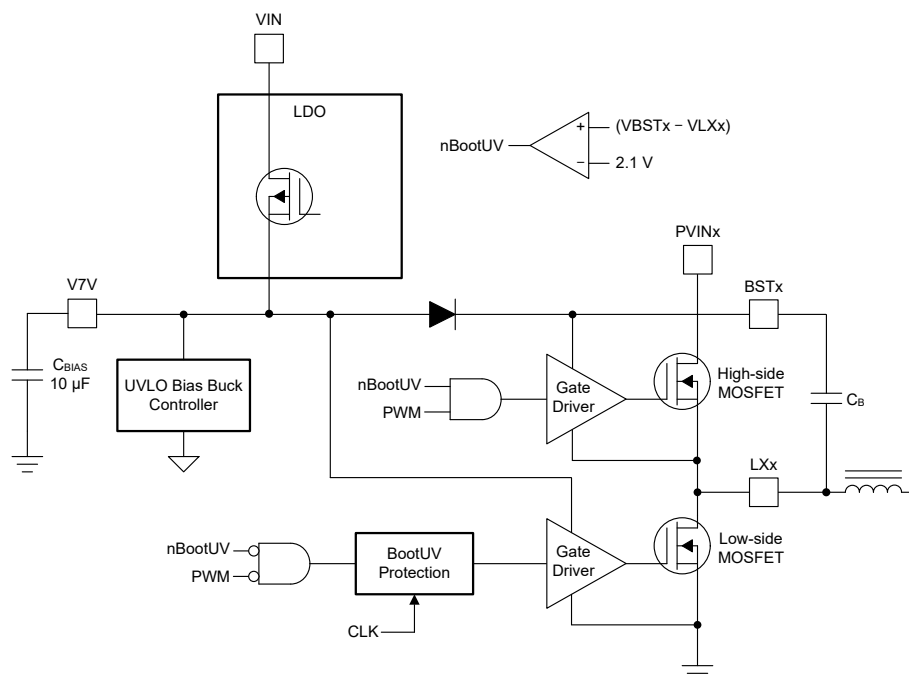 VIN
LDO
nBootUV
+
(VBSTx − VLXx)
−
2.1 V
PVINx
V7V
BSTx
CBIAS
10 µF
UVLO Bias Buck
Controller
nBootUV
PWM
Gate
Driver
High-side
MOSFET
CB
LXx
nBootUV
PWM
BootUV
Protection
Gate
Driver
Low-side
MOSFET
CLK